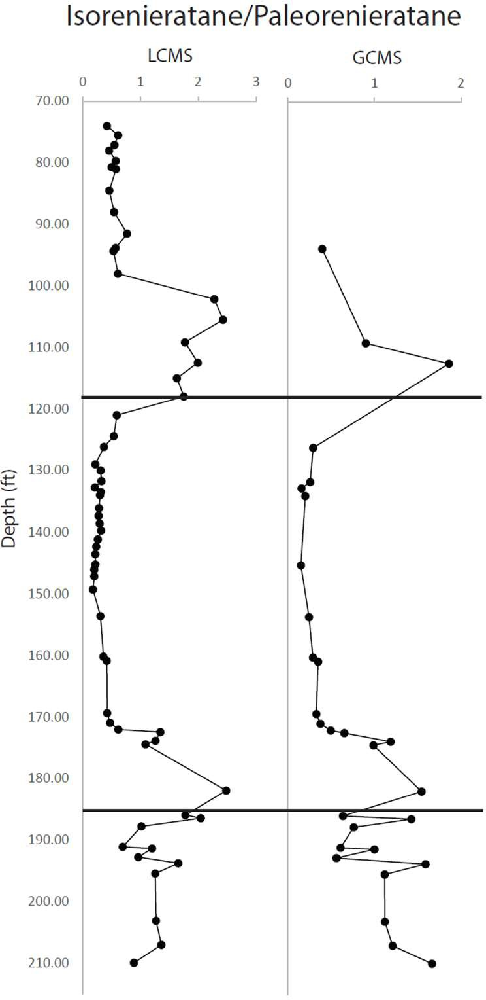 Isorenieratane/Paleorenieratane
LCMS
GCMS
0 1 2 3
0 1 2
70.00
80.00
90.00
100.00
110.00
120.00
130.00
140.00
150.00
160.00
170.00
180.00
190.00
200.00
210.00
Depth (ft)